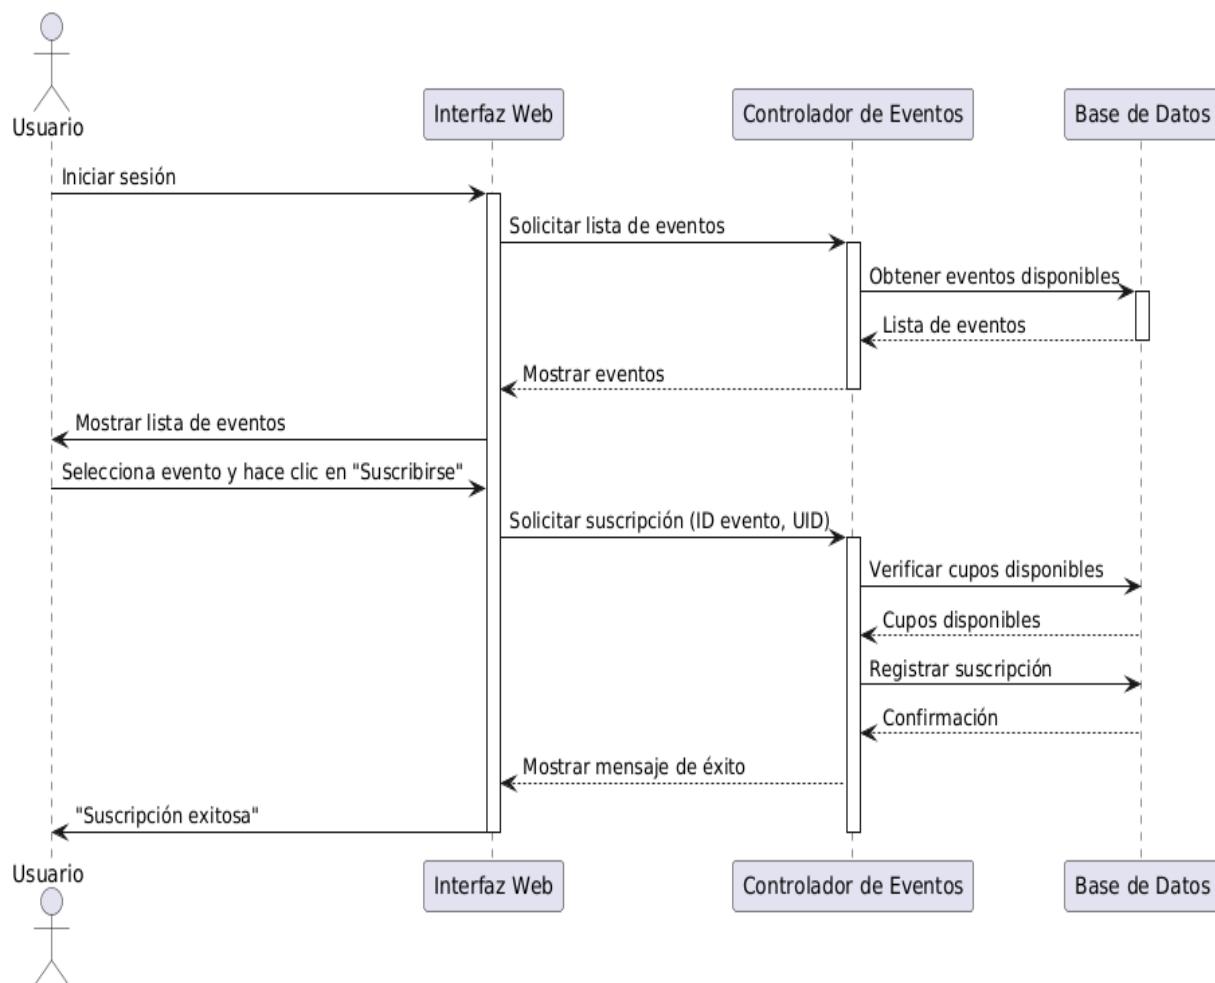 Usuario
Interfaz Web
Controlador de Eventos
Base de Datos
Iniciar sesión
Solicitar lista de eventos
Obtener eventos disponibles
Lista de eventos
Mostrar eventos
Mostrar lista de eventos
Selecciona evento y hace clic en "Suscribirse"
Solicitar suscripción (ID evento, UID)
Verificar cupos disponibles
Cupos disponibles
Registrar suscripción
Confirmación
Mostrar mensaje de éxito
"Suscripción exitosa"
Usuario
Interfaz Web
Controlador de Eventos
Base de Datos